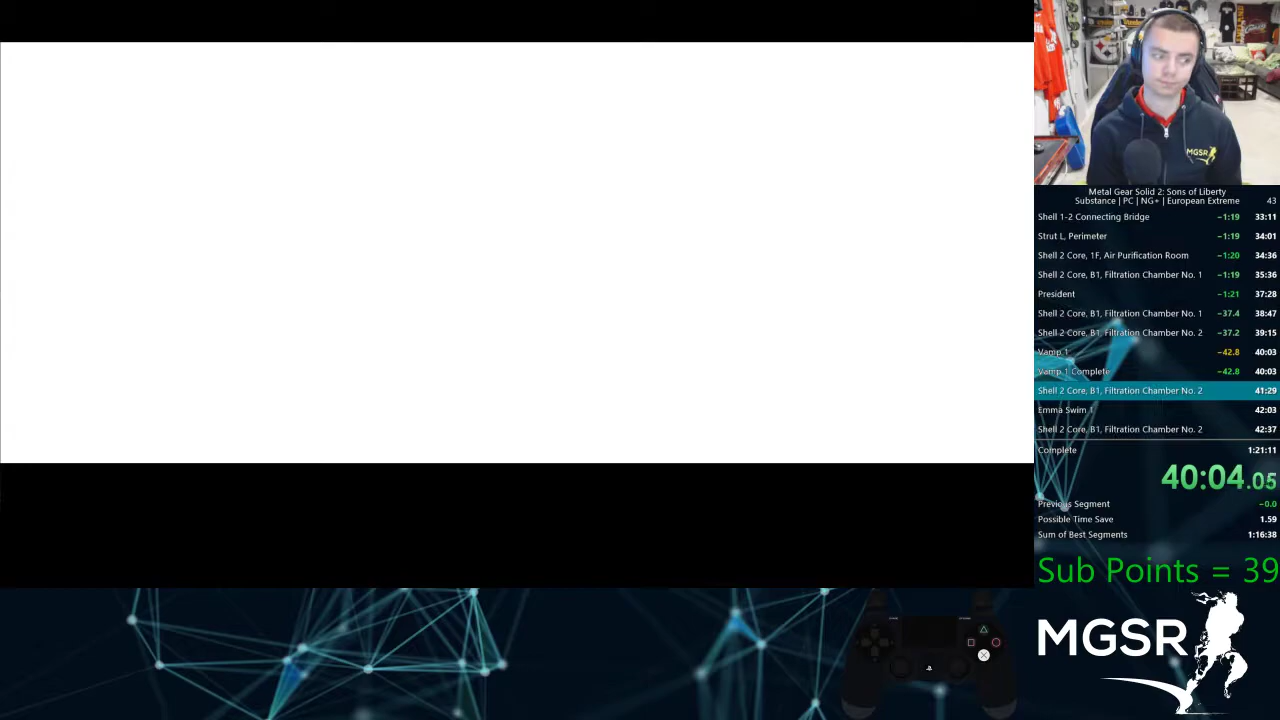 MGSR
Metal Gear Solid 2: Sons of Liberty
Substance | PC | NG+ | European Extreme 43
Shell 1-2 Connecting Bridge -1:19 33:11
Strut L, Perimeter -1:19 34:01
Shell 2 Core, 1F, Air Purification Room -1:20 34:36
Shell 2 Core, B1, Filtration Chamber No. 1 -1:19 35:36
President -1:21 37:28
Shell 2 Core, B1, Filtration Chamber No. 1 -37.4 38:47
Shell 2 Core, B1, Filtration Chamber No. 2 -37.2 39:15
Vamp 1 -42.8 40:03
Vamp 1 Complete -42.8 40:03
Shell 2 Core, B1, Filtration Chamber No. 2 41:29
Emma Swim 1 42:03
Shell 2 Core, B1, Filtration Chamber No. 2 42:37
Complete 1:21:11
40:04.05
Previous Segment -0.0
Possible Time Save 1.59
Sum of Best Segments 1:16:38
Sub Points = 39
MGSR